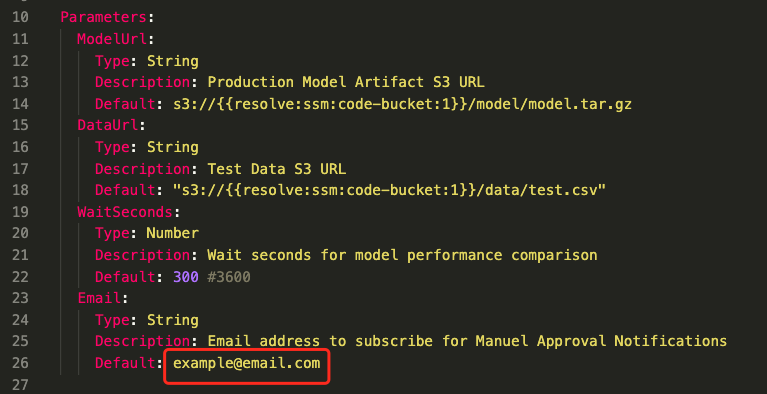 10 Parameters:
11 ModelUrl:
12 Type: String
13 Description: Production Model Artifact S3 URL
14 Default: s3://{{resolve:ssm:code-bucket:1}}/model/model.tar.gz
15 DataUrl:
16 Type: String
17 Description: Test Data S3 URL
18 Default: "s3://{{resolve:ssm:code-bucket:1}}/data/test.csv"
19 WaitSeconds:
20 Type: Number
21 Description: Wait seconds for model performance comparison
22 Default: 300 #3600
23 Email:
24 Type: String
25 Description: Email address to subscribe for Manuel Approval Notifications
26 Default: example@email.com
27